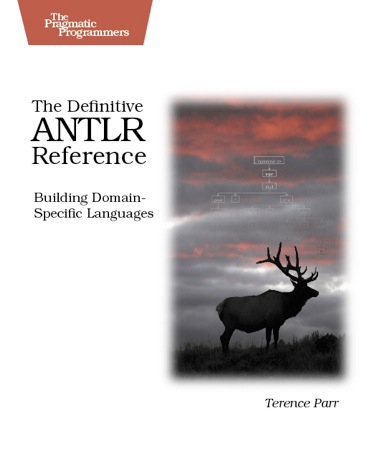 The
Pragmatic
Programmers
The Definitive
ANTLR
Reference
Building Domain-
Specific Languages
Terence Parr